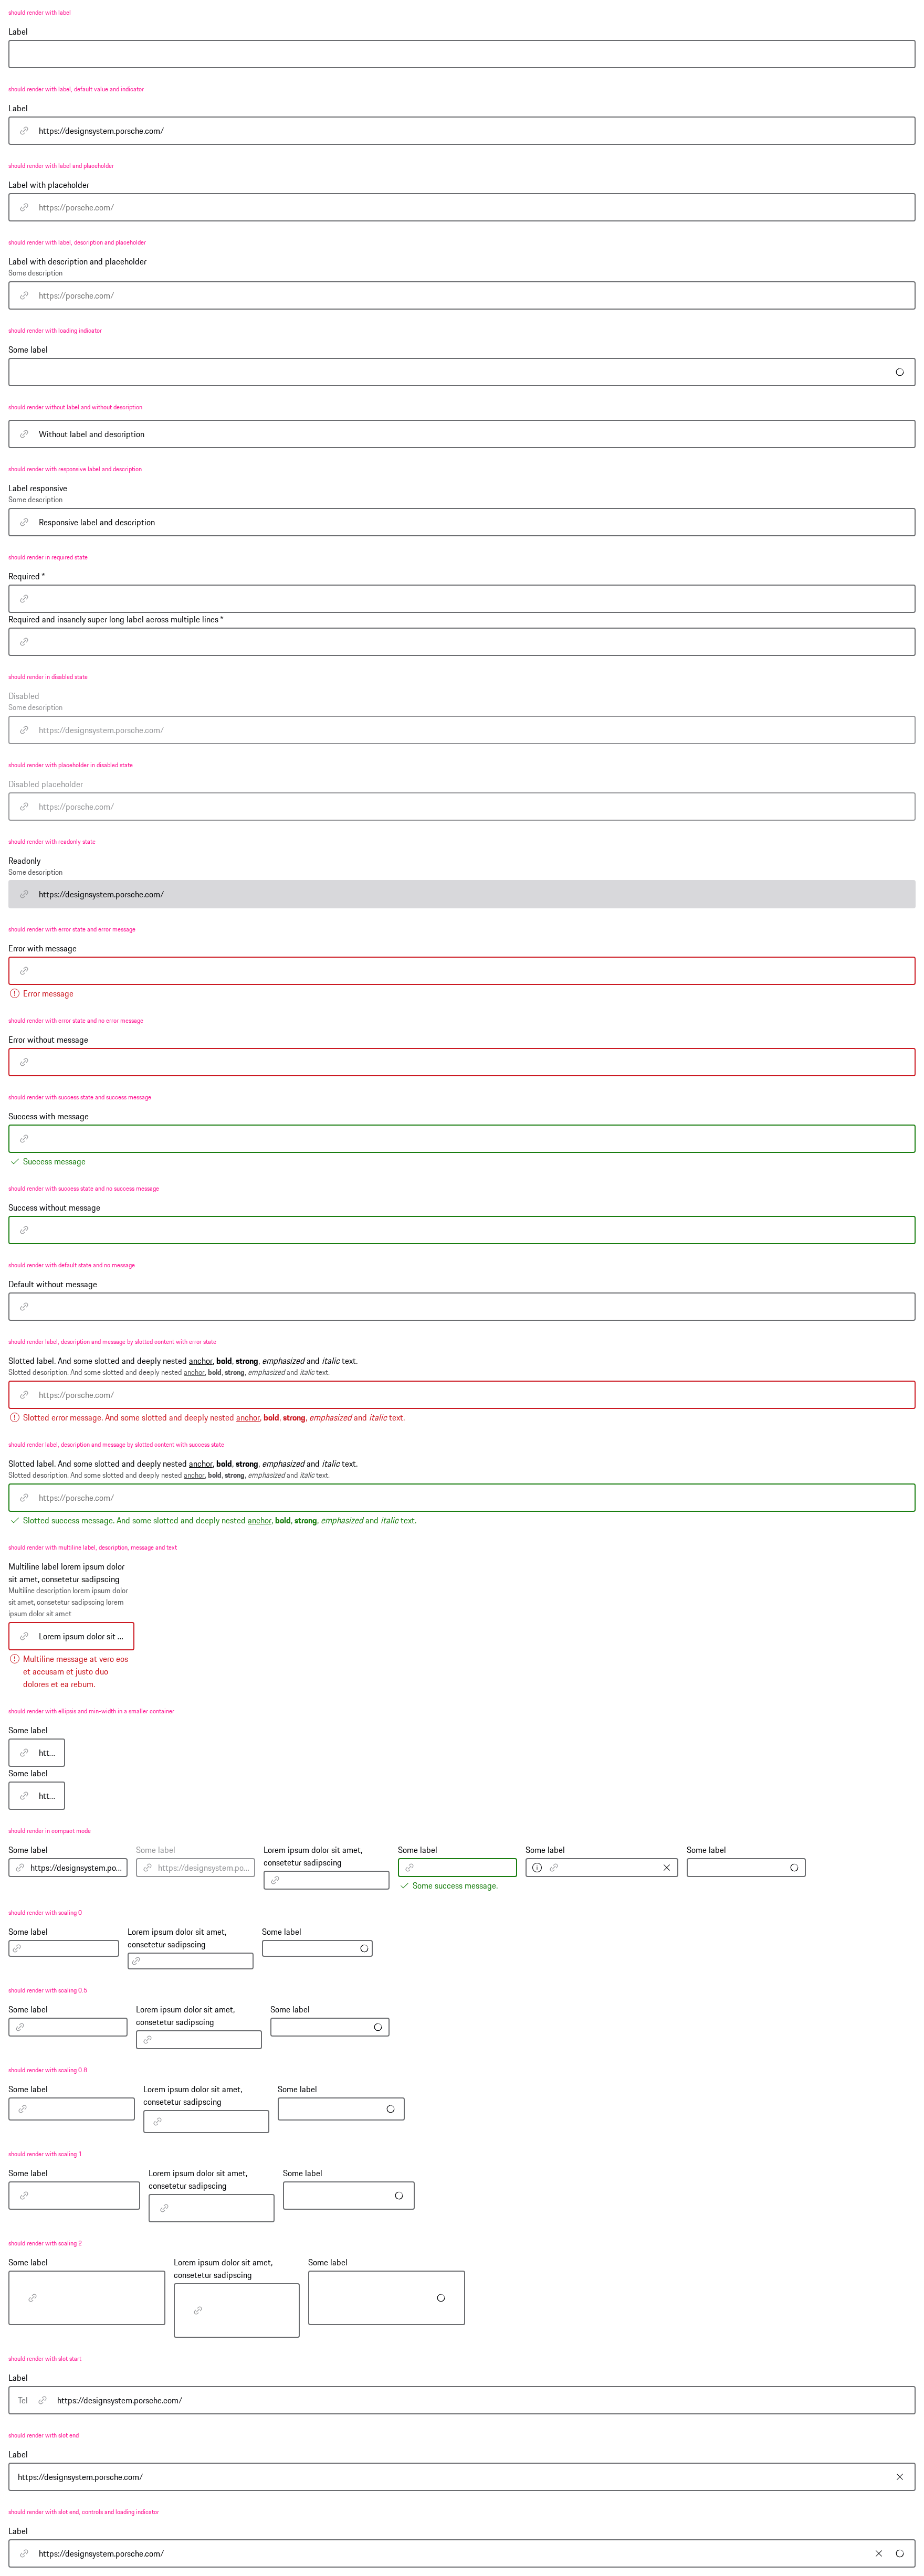 should render with label
Label
should render with label, default value and indicator
Label
https://designsystem.porsche.com/
should render with label and placeholder
Label with placeholder
https://porsche.com/
should render with label, description and placeholder
Label with description and placeholder
Some description
https://porsche.com/
should render with loading indicator
Some label
should render without label and without description
Without label and description
should render with responsive label and description
Label responsive
Some description
Responsive label and description
should render in required state
Required *
Required and insanely super long label across multiple lines *
should render in disabled state
Disabled
Some description
https://designsystem.porsche.com/
should render with placeholder in disabled state
Disabled placeholder
https://porsche.com/
should render with readonly state
Readonly
Some description
https://designsystem.porsche.com/
should render with error state and error message
Error with message
Error message
should render with error state and no error message
Error without message
should render with success state and success message
Success with message
Success message
should render with success state and no success message
Success without message
should render with default state and no message
Default without message
should render label, description and message by slotted content with error state
Slotted label. And some slotted and deeply nested anchor, bold, strong, emphasized and italic text.
Slotted description. And some slotted and deeply nested anchor, bold, strong, emphasized and italic text.
https://porsche.com/
Slotted error message. And some slotted and deeply nested anchor, bold, strong, emphasized and italic text.
should render label, description and message by slotted content with success state
Slotted label. And some slotted and deeply nested anchor, bold, strong, emphasized and italic text.
Slotted description. And some slotted and deeply nested anchor, bold, strong, emphasized and italic text.
https://porsche.com/
Slotted success message. And some slotted and deeply nested anchor, bold, strong, emphasized and italic text.
should render with multiline label, description, message and text
Multiline label lorem ipsum dolor
sit amet, consetetur sadipscing
Multiline description lorem ipsum dolor
sit amet, consetetur sadipscing lorem
ipsum dolor sit amet
Lorem ipsum dolor sit ...
Multiline message at vero eos
et accusam et justo duo
dolores et ea rebum.
should render with ellipsis and min-width in a smaller container
Some label
htt...
Some label
htt...
should render in compact mode
Some label
https://designsystem.po...
Some label
https://designsystem.po...
Lorem ipsum dolor sit amet,
consetetur sadipscing
Some label
Some success message.
Some label
Some label
should render with scaling 0
Some label
Lorem ipsum dolor sit amet,
consetetur sadipscing
Some label
should render with scaling 0.5
Some label
Lorem ipsum dolor sit amet,
consetetur sadipscing
Some label
should render with scaling 0.8
Some label
Lorem ipsum dolor sit amet,
consetetur sadipscing
Some label
should render with scaling 1
Some label
Lorem ipsum dolor sit amet,
consetetur sadipscing
Some label
should render with scaling 2
Some label
Lorem ipsum dolor sit amet,
consetetur sadipscing
Some label
should render with slot start
Label
Tel https://designsystem.porsche.com/
should render with slot end
Label
https://designsystem.porsche.com/
should render with slot end, controls and loading indicator
Label
https://designsystem.porsche.com/